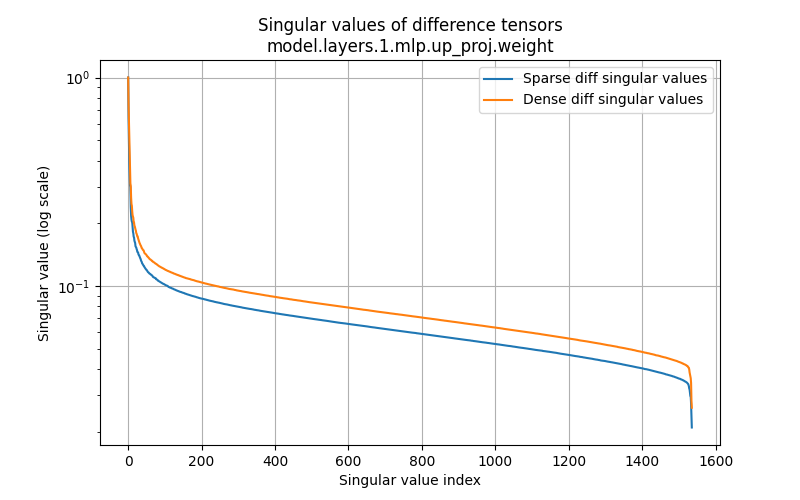 Singular values of difference tensors
model.layers.1.mlp.up_proj.weight
Sparse diff singular values
Dense diff singular values
Singular value (log scale)
10⁰
10⁻¹
0 200 400 600 800 1000 1200 1400 1600
Singular value index